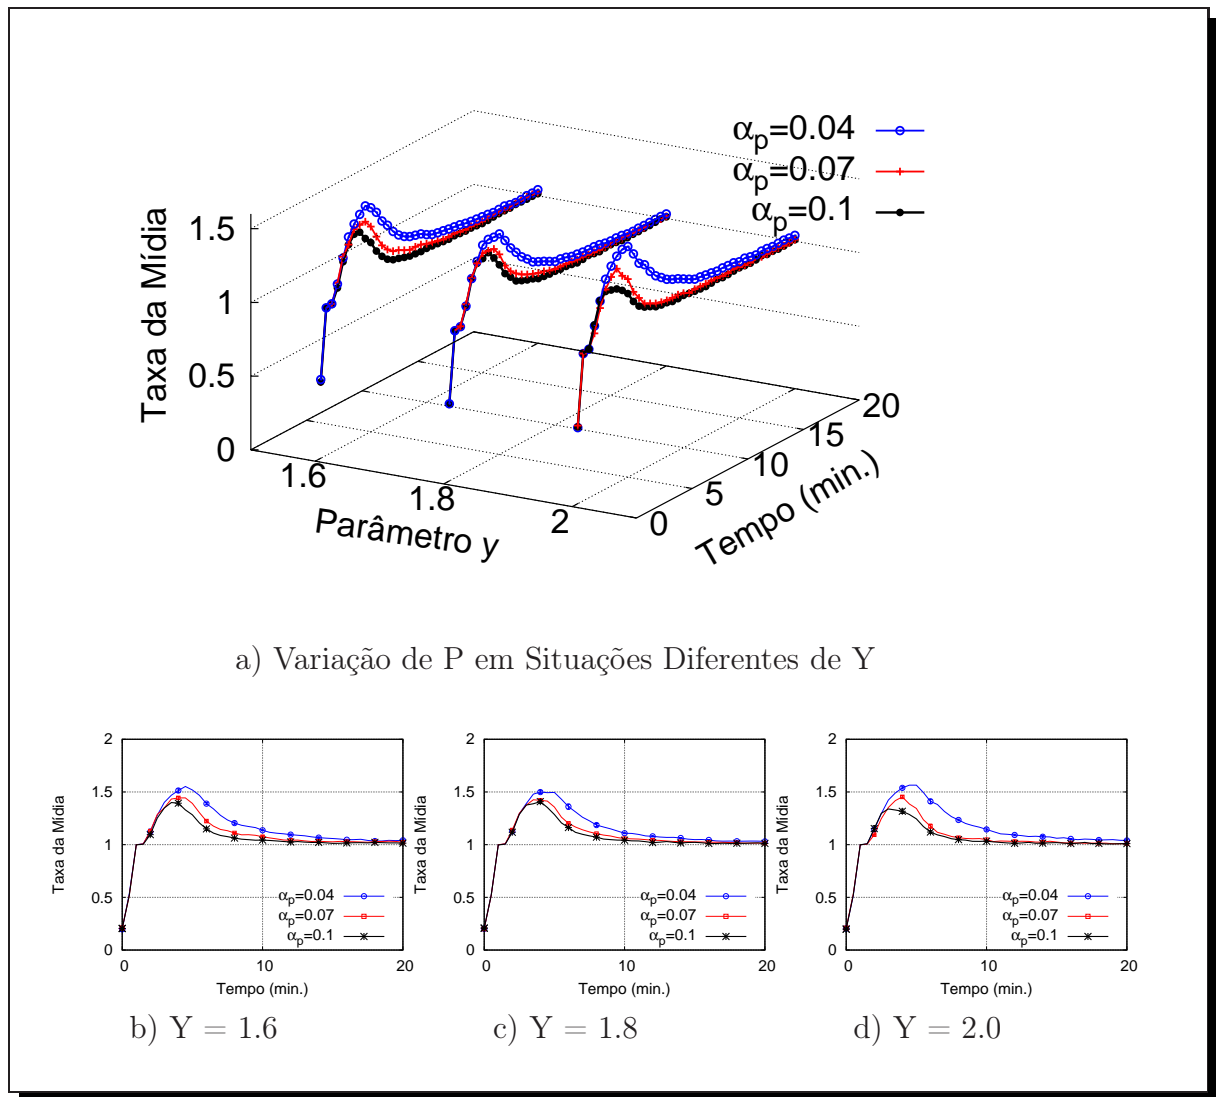 αp=0.04
αp=0.07
αp=0.1
Taxa da Mídia
1.5
1
0.5
0
1.6
1.8
2
Parâmetro y
0
5
10
15
20
Tempo (min.)
a) Variação de P em Situações Diferentes de Y
2
1.5
1
0.5
0
Taxa da Mídia
αp=0.04
αp=0.07
αp=0.1
0
10
20
Tempo (min.)
b) Y = 1.6
2
1.5
1
0.5
0
Taxa da Mídia
αp=0.04
αp=0.07
αp=0.1
0
10
20
Tempo (min.)
c) Y = 1.8
2
1.5
1
0.5
0
Taxa da Mídia
αp=0.04
αp=0.07
αp=0.1
0
10
20
Tempo (min.)
d) Y = 2.0